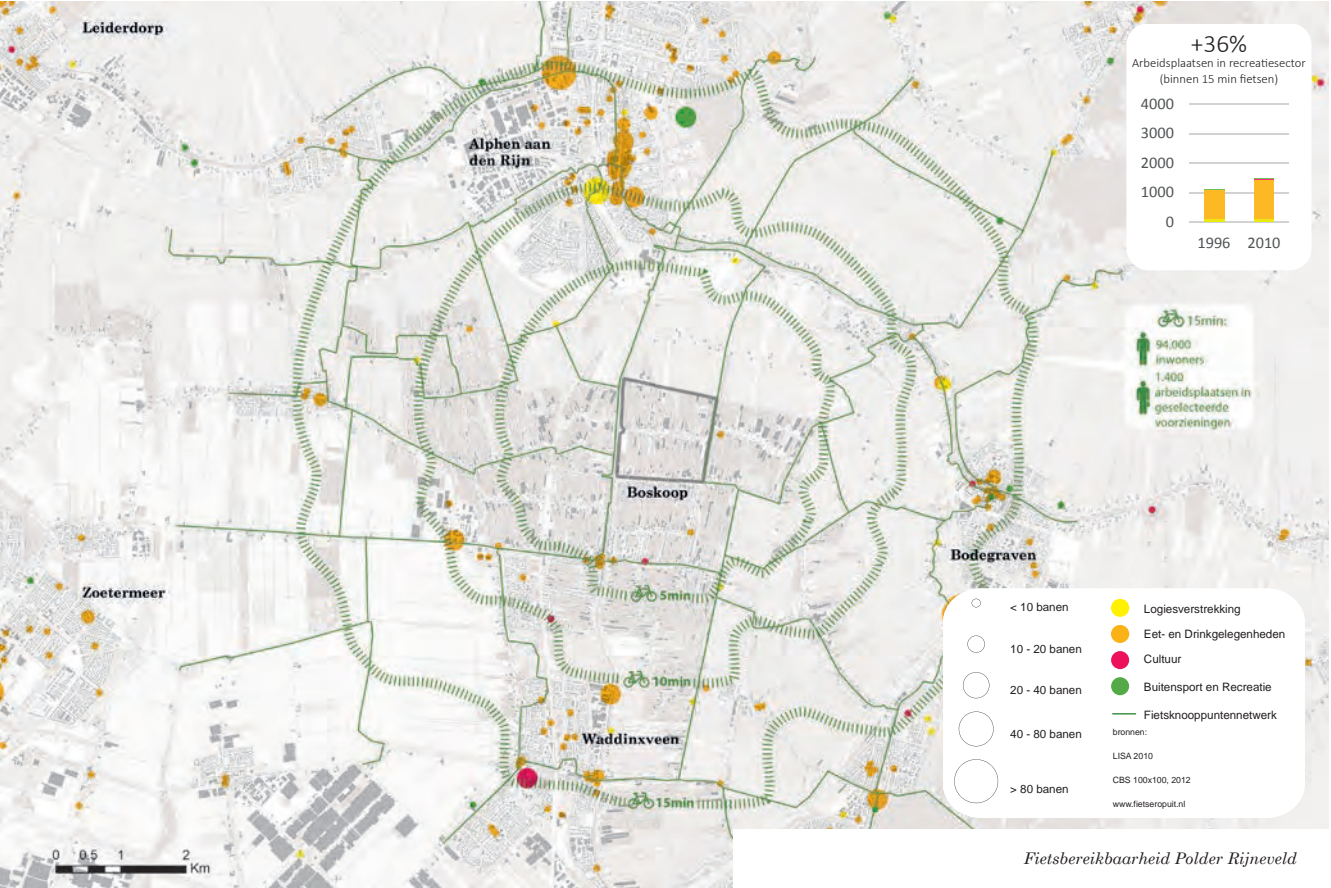 Leiderdorp
+36%
Arbeidsplaatsen in recreatiesector
(binnen 15 min fietsen)
4000
3000
2000
1000
0
1996 2010
Alphen aan
den Rijn
15min:
94.000
inwoners
1.400
arbeidsplaatsen in
geselecteerde
voorzieningen
Boskoop
Bodegraven
Zoetermeer
5min
10min
Waddinxveen
15min
< 10 banen
10 - 20 banen
20 - 40 banen
40 - 80 banen
> 80 banen
Logiesverstrekking
Eet- en Drinkgelegenheden
Cultuur
Buitensport en Recreatie
Fietsknooppuntennetwerk
bronnen:
LISA 2010
CBS 100x100, 2012
www.fietseropuit.nl
0 0.5 1 2
Km
Fietsbereikbaarheid Polder Rijneveld